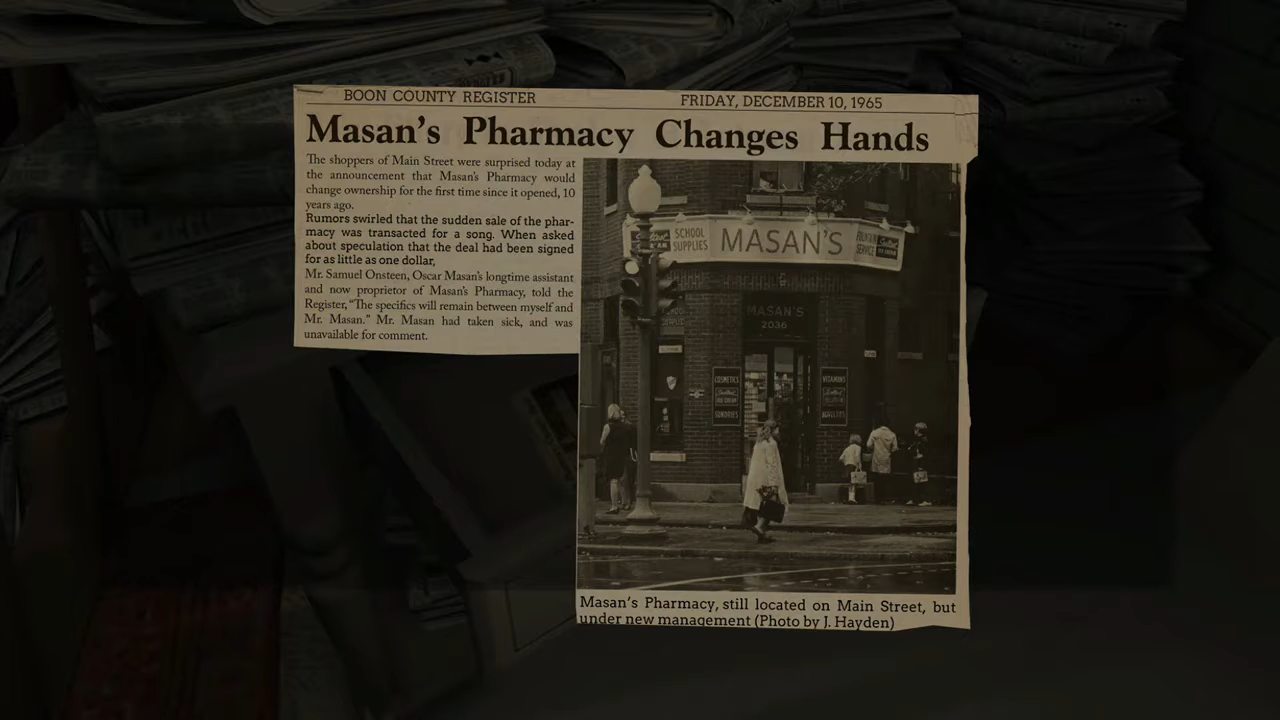 BOON COUNTY REGISTER
FRIDAY, DECEMBER 10, 1965
Masan's Pharmacy Changes Hands
The shoppers of Main Street were surprised today at
the announcement that Masan's Pharmacy would
change ownership for the first time since it opened, 10
years ago.
Rumors swirled that the sudden sale of the phar-
macy was transacted for a song. When asked
about speculation that the deal had been signed
for as little as one dollar,
Mr. Samuel Onsteen, Oscar Masan's longtime assistant
and now proprietor of Masan's Pharmacy, told the
Register, "The specifics will remain between myself and
Mr. Masan." Mr. Masan had taken sick, and was
unavailable for comment.
SCHOOL
SUPPLIES
MASAN'S
FOUNTAIN
SERVICE
MASAN'S
2036
COSMETICS
SUNDRIES
VITAMINS
Masan's Pharmacy, still located on Main Street, but
under new management (Photo by J. Hayden)